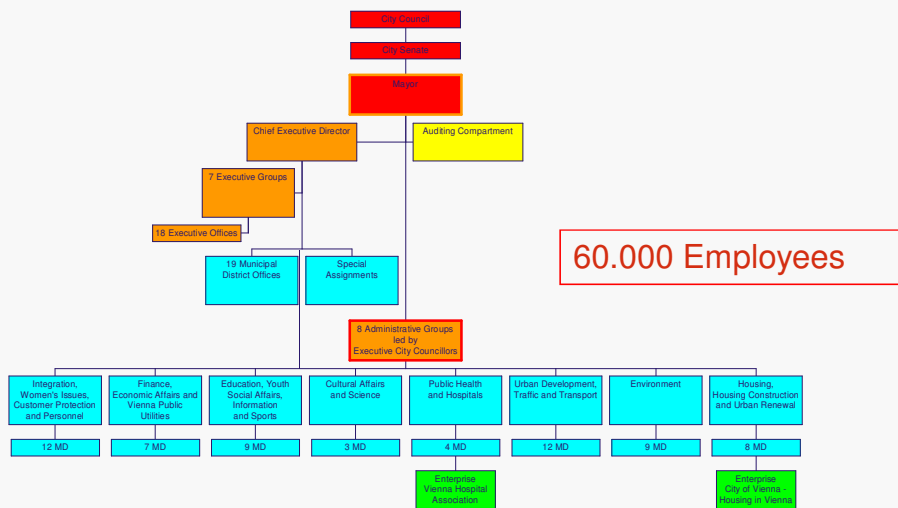 City Council
City Senate
Mayor
Chief Executive Director
Auditing Compartment
7 Executive Groups
18 Executive Offices
19 Municipal
District Offices
Special
Assignments
60.000 Employees
8 Administrative Groups
led by
Executive City Councillors
Integration,
Women's Issues,
Customer Protection
and Personnel
Finance,
Economic Affairs and
Vienna Public
Utilities
Education, Youth
Social Affairs,
Information
and Sports
Cultural Affairs
and Science
Public Health
and Hospitals
Urban Development,
Traffic and Transport
Environment
Housing,
Housing Construction
and Urban Renewal
12 MD
7 MD
9 MD
3 MD
4 MD
12 MD
9 MD
8 MD
Enterprise
Vienna Hospital
Association
Enterprise
City of Vienna -
Housing in Vienna